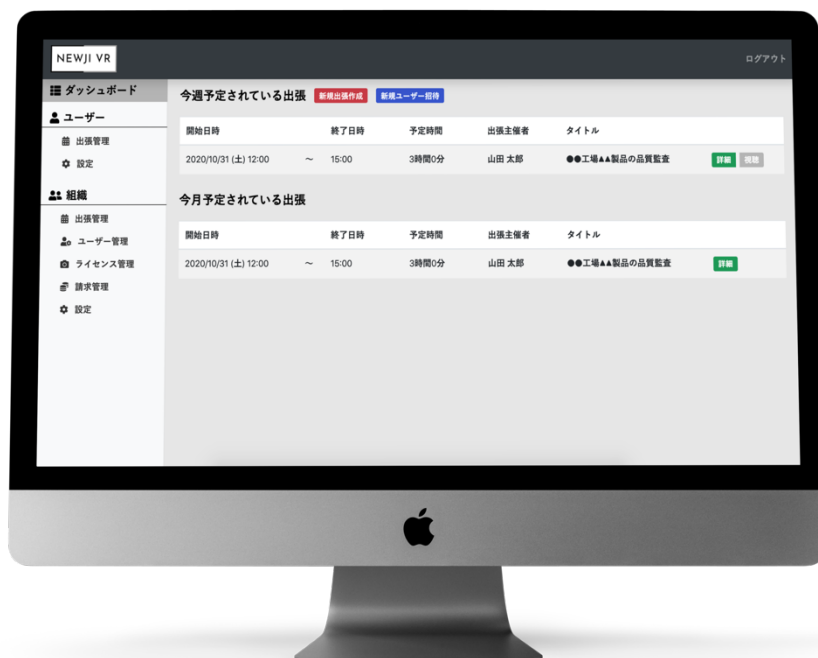 NEWJI VR
ログアウト
ダッシュボード
ユーザー
出張管理
設定
組織
出張管理
ユーザー管理
ライセンス管理
請求管理
設定
今週予定されている出張 新規出張作成 新規ユーザー招待
開始日時 終了日時 予定時間 出張主催者 タイトル
2020/10/31 (土) 12:00 ～ 15:00 3時間0分 山田 太郎 ●●工場▲▲製品の品質監査 詳細 視聴
今月予定されている出張
開始日時 終了日時 予定時間 出張主催者 タイトル
2020/10/31 (土) 12:00 ～ 15:00 3時間0分 山田 太郎 ●●工場▲▲製品の品質監査 詳細